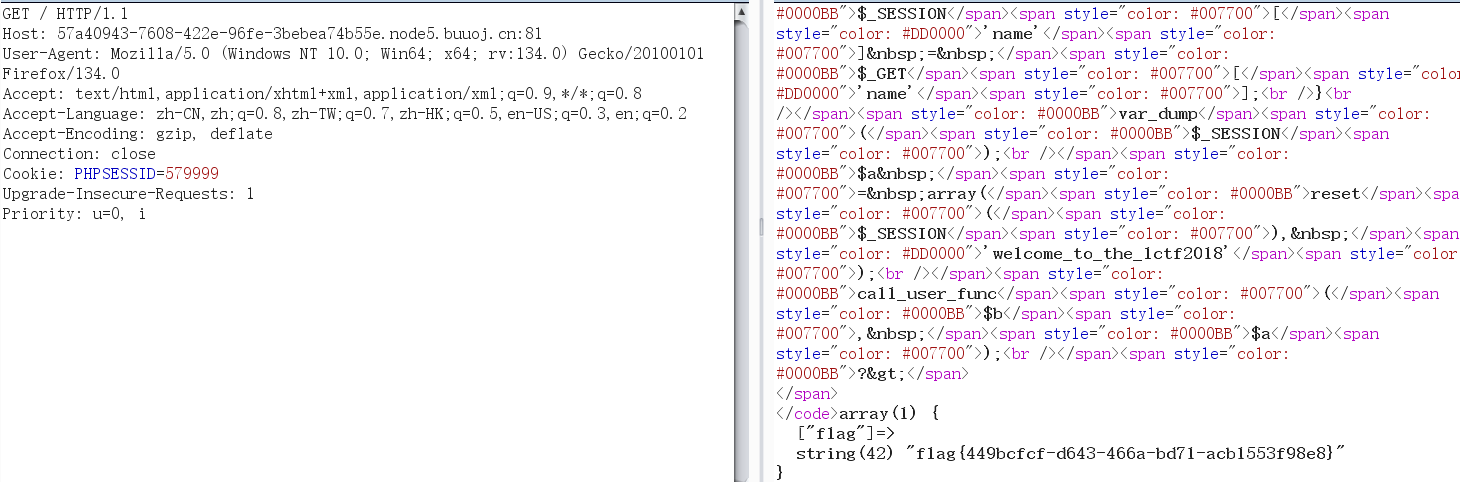 GET / HTTP/1.1
Host: 57a40943-7608-422e-96fe-3bebea74b55e.node5.buuoj.cn:81
User-Agent: Mozilla/5.0 (Windows NT 10.0; Win64; x64; rv:134.0) Gecko/20100101
Firefox/134.0
Accept: text/html,application/xhtml+xml,application/xml;q=0.9,*/*;q=0.8
Accept-Language: zh-CN,zh;q=0.8,zh-TW;q=0.7,zh-HK;q=0.5,en-US;q=0.3,en;q=0.2
Accept-Encoding: gzip, deflate
Connection: close
Cookie: PHPSESSID=579999
Upgrade-Insecure-Requests: 1
Priority: u=0, i
#0000BB">$_SESSION</span><span style="color: #007700">[</span><span
style="color: #DD0000">'name'</span><span style="color:
#007700">]&nbsp;=&nbsp;</span><span style="color:
#0000BB">$_GET</span><span style="color: #007700">[</span><span style="color:
#DD0000">'name'</span><span style="color: #007700">];<br />}<br
/></span><span style="color: #0000BB">var_dump</span><span style="color:
#007700">(</span><span style="color: #0000BB">$_SESSION</span><span
style="color: #007700">);<br /></span><span style="color:
#0000BB">$a&nbsp;</span><span style="color:
#007700">=&nbsp;array(</span><span style="color: #0000BB">reset</span><spa
style="color: #007700">(</span><span style="color:
#0000BB">$_SESSION</span><span style="color: #007700">),&nbsp;</span><span
style="color: #DD0000">'welcome_to_the_lctf2018'</span><span style="color:
#007700">);<br /></span><span style="color:
#0000BB">call_user_func</span><span style="color: #007700">(</span><span
style="color: #0000BB">$b</span><span style="color:
#007700">,&nbsp;</span><span style="color: #0000BB">$a</span><span
style="color: #007700">);<br /></span><span style="color:
#0000BB">?&gt;</span>
</span>
</code>array(1) {
["flag"]=>
string(42) "flag{449bcfcf-d643-466a-bd71-acb1553f98e8}"
}